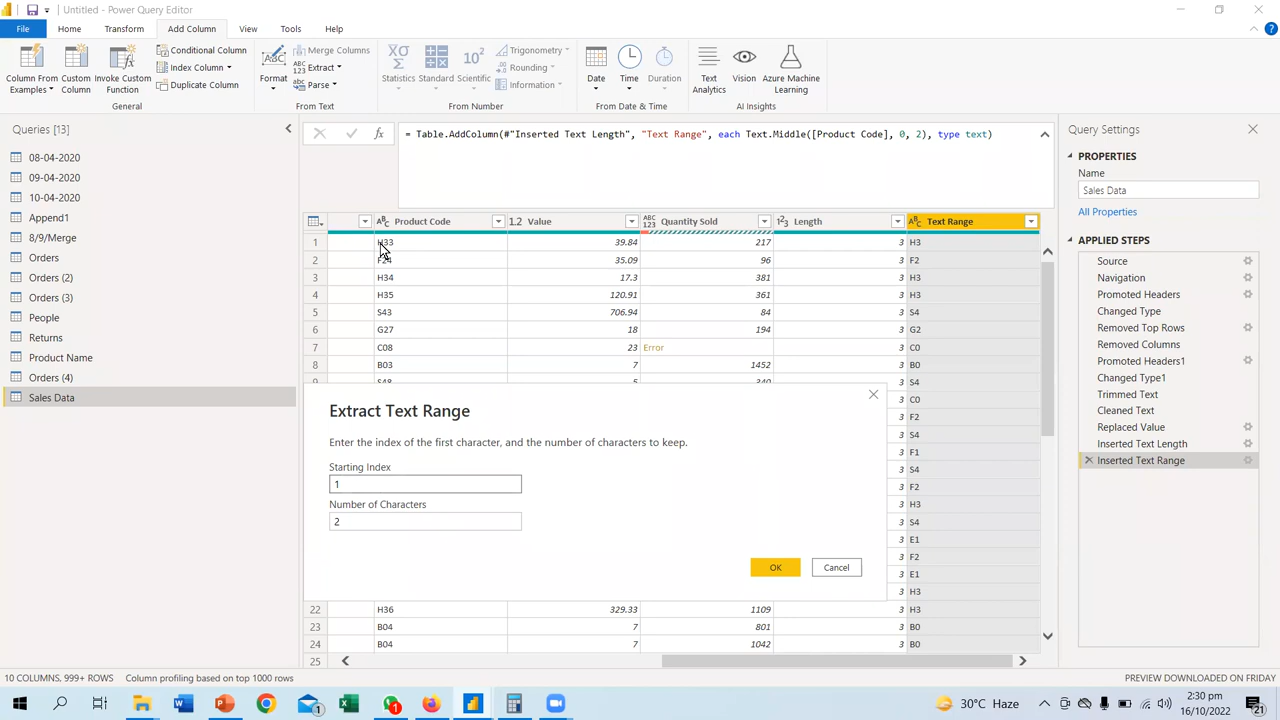 Untitled - Power Query Editor
File
Home
Transform
Add Column
View
Tools
Help
Column From Examples
Custom Column
Invoke Custom Function
Conditional Column
Index Column
Duplicate Column
General
Format
Merge Columns
Extract
Parse
From Text
Statistics
Standard
Scientific
Trigonometry
Rounding
Information
From Number
Date
Time
Duration
From Date & Time
Text Analytics
Vision
Azure Machine Learning
AI Insights
Queries [13]
08-04-2020
09-04-2020
10-04-2020
Append1
8/9/Merge
Orders
Orders (2)
Orders (3)
People
Returns
Product Name
Orders (4)
Sales Data
= Table.AddColumn(#"Inserted Text Length", "Text Range", each Text.Middle([Product Code], 0, 2), type text)
Product Code 1.2 Value ABC 123 Quantity Sold 123 Length ABC Text Range
1 H33 39.84 217 3 H3
2 F24 35.09 96 3 F2
3 H34 17.3 381 3 H3
4 H35 120.91 361 3 H3
5 S43 706.94 84 3 S4
6 G27 18 194 3 G2
7 C08 23 Error 3 C0
8 B03 7 1452 3 B0
9 S48 5 340 3 S4
3 C0
3 F2
3 S4
3 F1
3 S4
3 F2
3 H3
3 S4
3 E1
3 F2
3 E1
3 H3
22 H36 329.33 1109 3 H3
23 B04 7 801 3 B0
24 B04 7 1042 3 B0
25
Extract Text Range
Enter the index of the first character, and the number of characters to keep.
Starting Index
1
Number of Characters
2
OK
Cancel
Query Settings
PROPERTIES
Name
Sales Data
All Properties
APPLIED STEPS
Source
Navigation
Promoted Headers
Changed Type
Removed Top Rows
Removed Columns
Promoted Headers1
Changed Type1
Trimmed Text
Cleaned Text
Replaced Value
Inserted Text Length
Inserted Text Range
10 COLUMNS, 999+ ROWS
Column profiling based on top 1000 rows
PREVIEW DOWNLOADED ON FRIDAY
30°C Haze
2:30 pm
16/10/2022
21